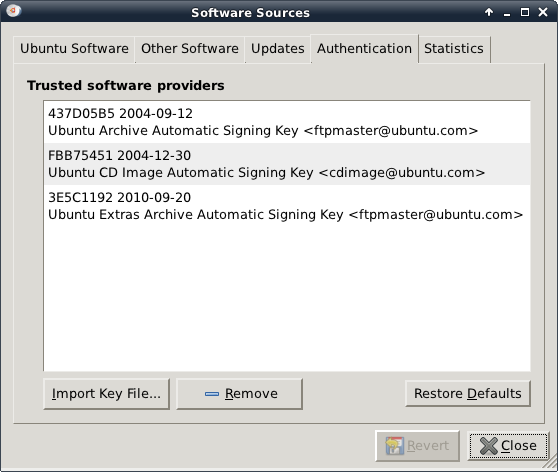 Software Sources
Ubuntu Software
Other Software
Updates
Authentication
Statistics
Trusted software providers
437D05B5 2004-09-12
Ubuntu Archive Automatic Signing Key <ftpmaster@ubuntu.com>
FBB75451 2004-12-30
Ubuntu CD Image Automatic Signing Key <cdimage@ubuntu.com>
3E5C1192 2010-09-20
Ubuntu Extras Archive Automatic Signing Key <ftpmaster@ubuntu.com>
Import Key File...
Remove
Restore Defaults
Revert
Close